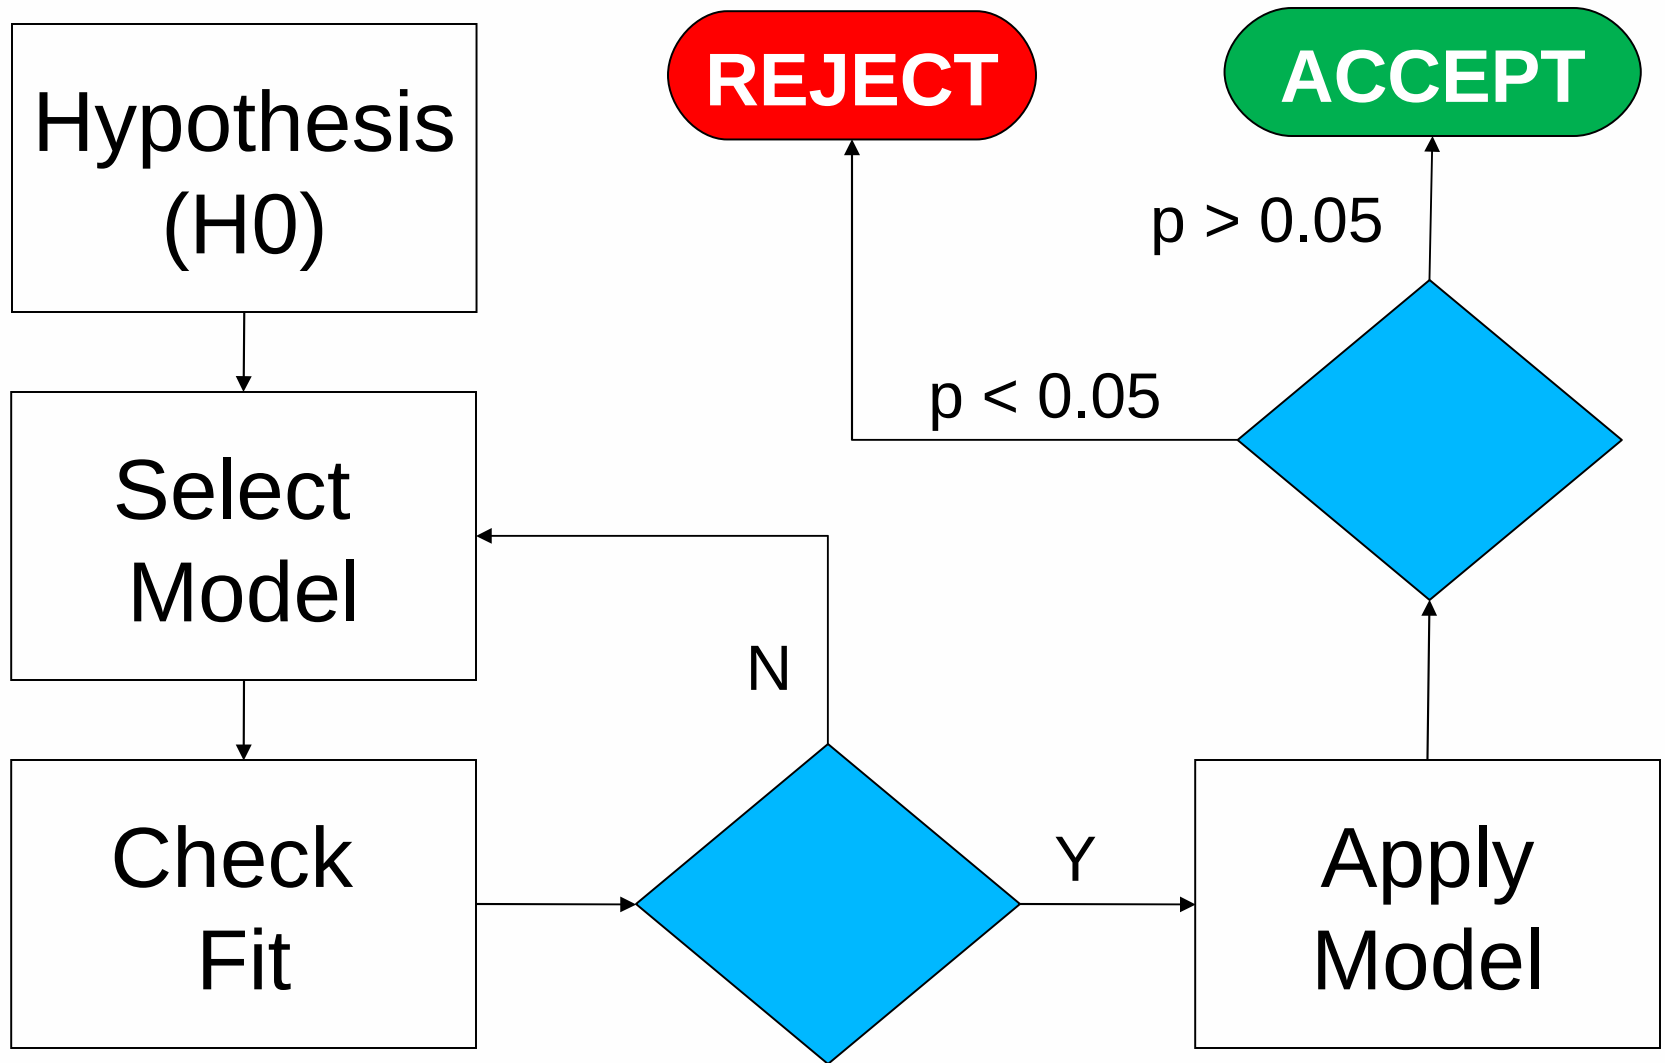 Hypothesis
(H0)
Select
Model
Check
Fit
N
Y
Apply
Model
p < 0.05
p > 0.05
REJECT
ACCEPT